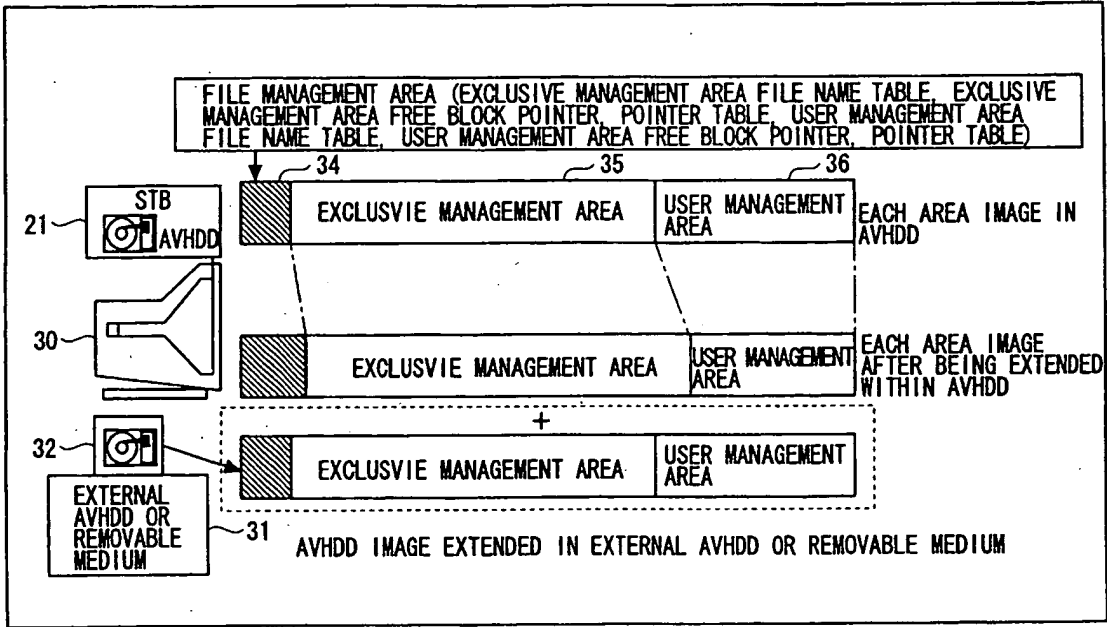 FILE MANAGEMENT AREA (EXCLUSIVE MANAGEMENT AREA FILE NAME TABLE, EXCLUSIVE
MANAGEMENT AREA FREE BLOCK POINTER, POINTER TABLE, USER MANAGEMENT AREA
FILE NAME TABLE, USER MANAGEMENT AREA FREE BLOCK POINTER, POINTER TABLE)
34
35
36
21
STB
AVHDD
EXCLUSVIE MANAGEMENT AREA
USER MANAGEMENT
AREA
EACH AREA IMAGE IN
AVHDD
30
EXCLUSVIE MANAGEMENT AREA
USER MANAGEMENT
AREA
EACH AREA IMAGE
AFTER BEING EXTENDED
WITHIN AVHDD
+
32
EXCLUSVIE MANAGEMENT AREA
USER MANAGEMENT
AREA
EXTERNAL
AVHDD OR
REMOVABLE
MEDIUM
31
AVHDD IMAGE EXTENDED IN EXTERNAL AVHDD OR REMOVABLE MEDIUM